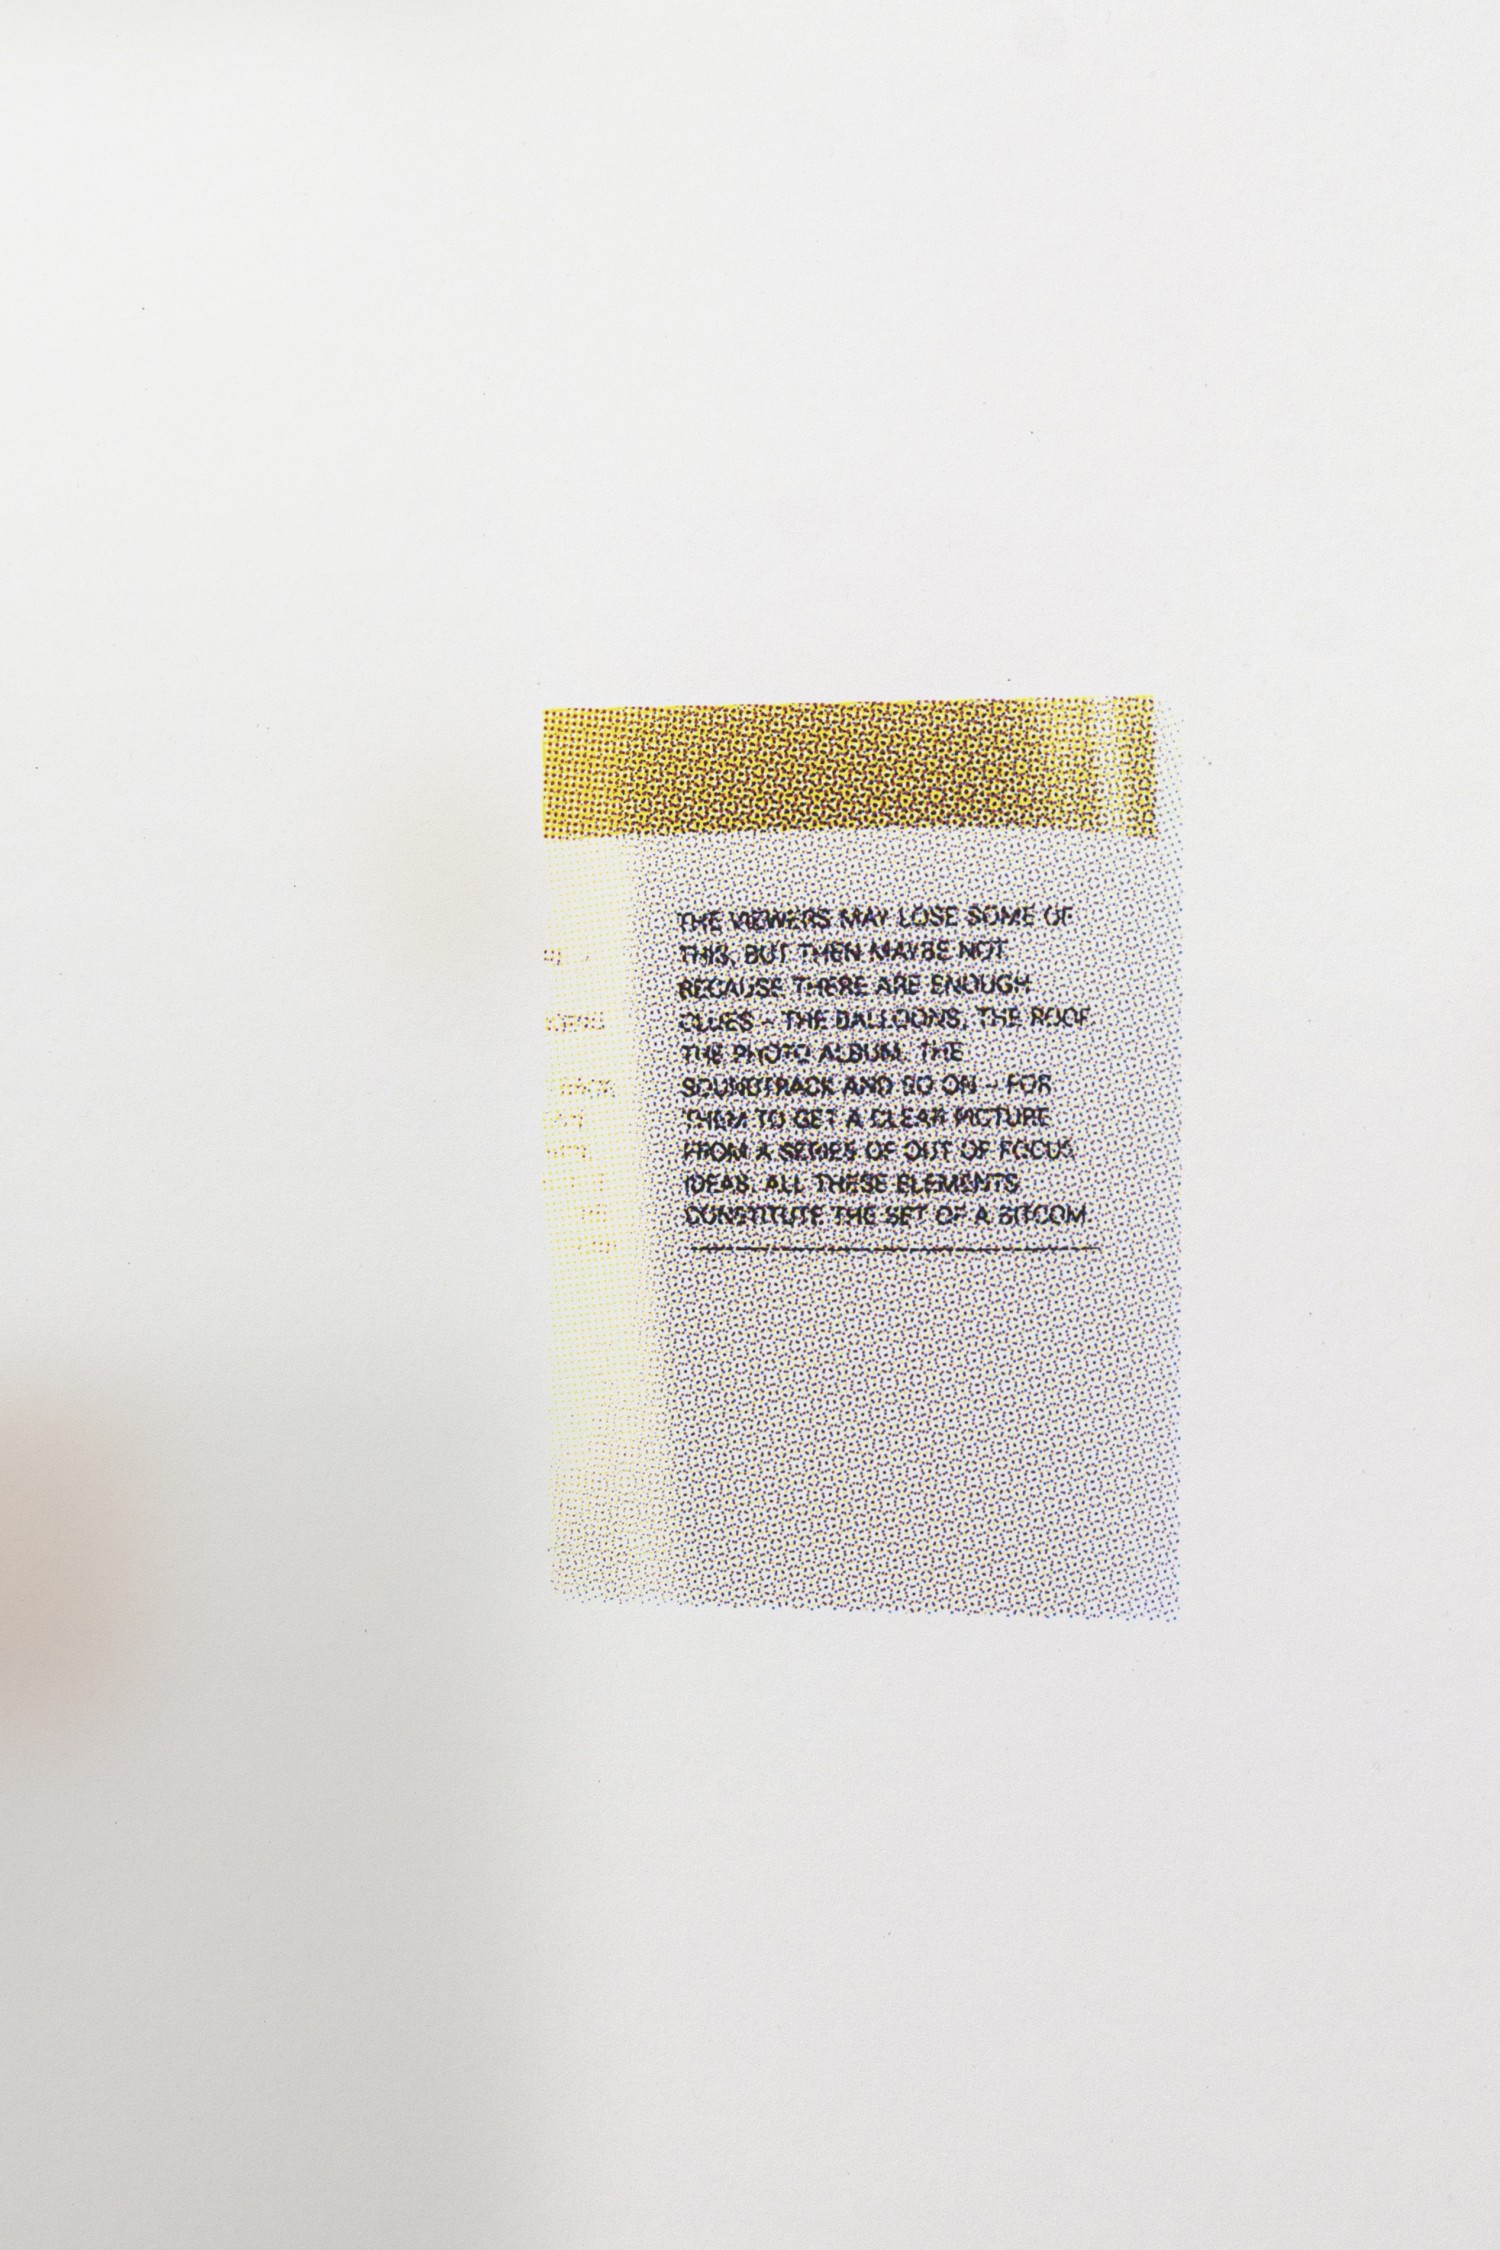 THE VIEWERS MAY LOSE SOME OF
THIS, BUT THEN MAYBE NOT
BECAUSE THERE ARE ENOUGH
CLUES – THE BALLOONS, THE ROOF
THE PHOTO ALBUM, THE
SOUNDTRACK AND SO ON – FOR
THEM TO GET A CLEAR PICTURE
FROM A SERIES OF OUT OF FOCUS
IDEAS. ALL THESE ELEMENTS
CONSTITUTE THE SET OF A SITCOM.